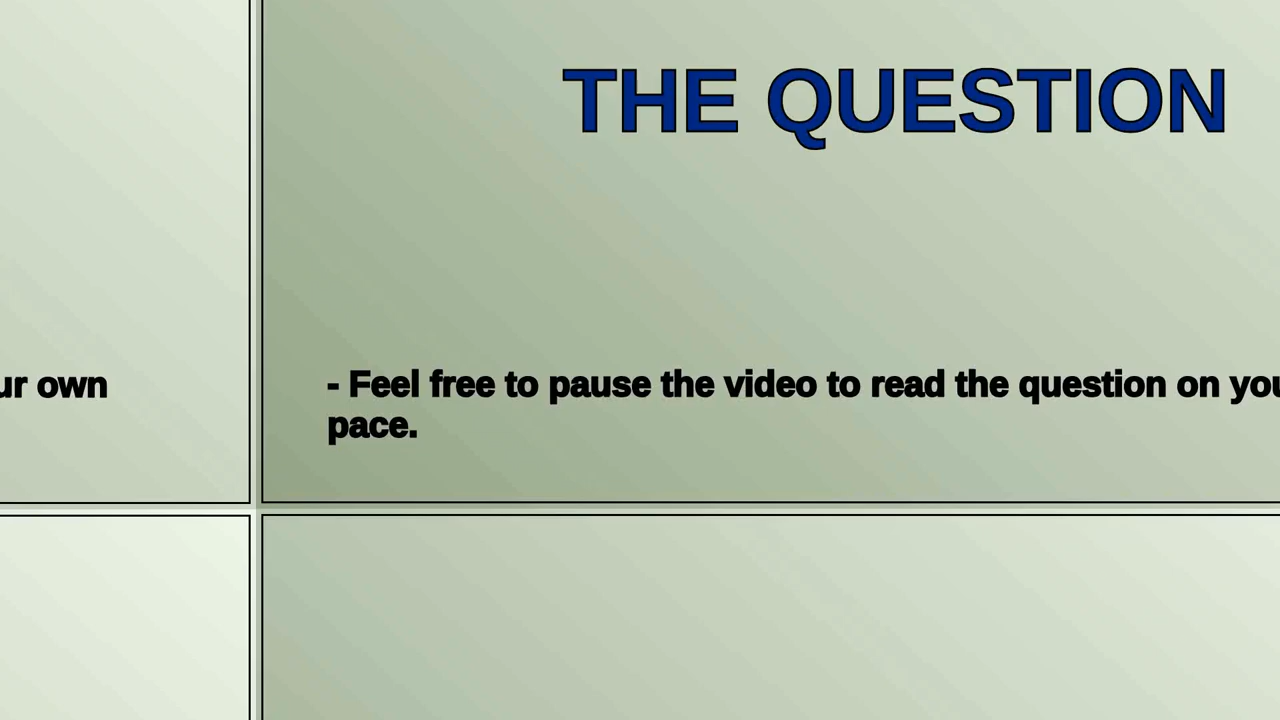 THE QUESTION
ur own
- Feel free to pause the video to read the question on you
pace.